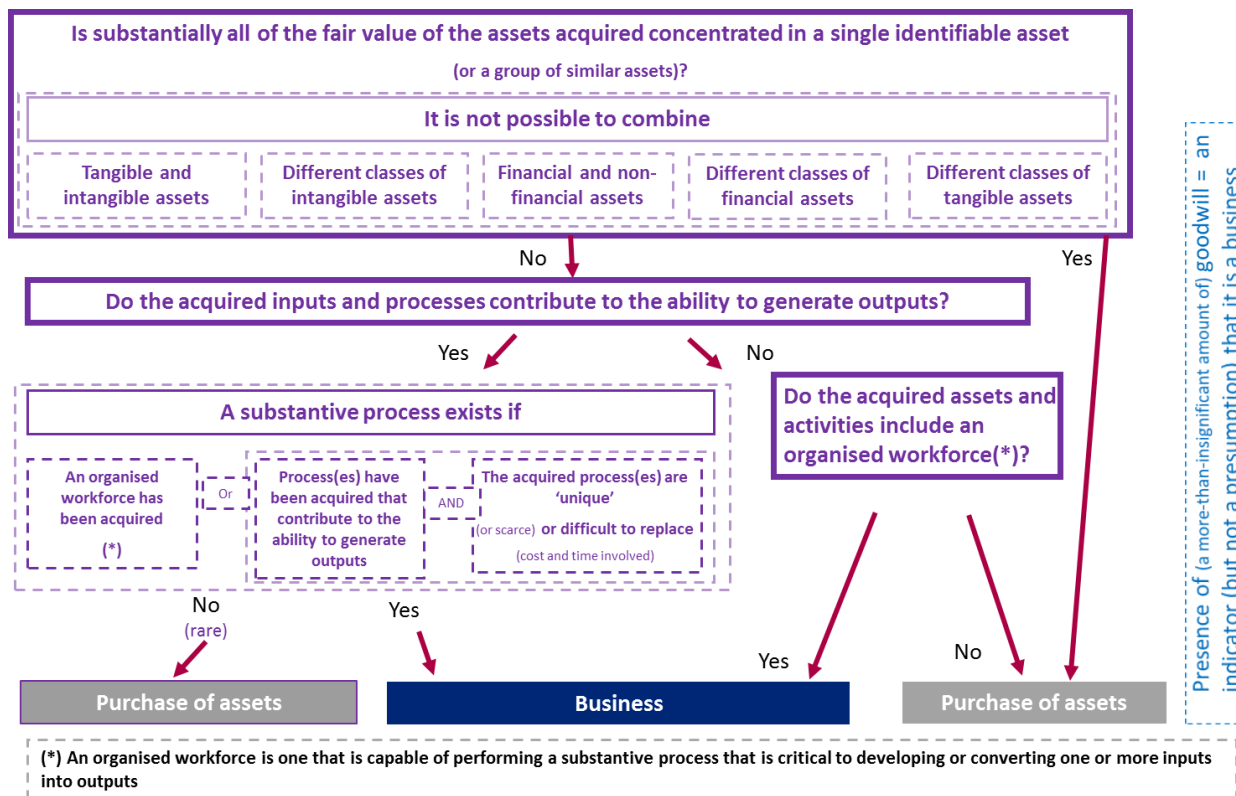 Is substantially all of the fair value of the assets acquired concentrated in a single identifiable asset
(or a group of similar assets)?
It is not possible to combine
Tangible and
intangible assets
Different classes of
intangible assets
Financial and non-
financial assets
Different classes of
financial assets
Different classes of
tangible assets
No
Yes
Do the acquired inputs and processes contribute to the ability to generate outputs?
Yes
No
A substantive process exists if
An organised
workforce has
been acquired
(*)
Or
Process(es) have
been acquired that
contribute to the
ability to generate
outputs
AND
The acquired process(es) are
‘unique’
(or scarce) or difficult to replace
(cost and time involved)
Do the acquired assets and
activities include an
organised workforce(*)?
No
(rare)
Yes
Yes
No
Purchase of assets
Business
Purchase of assets
Presence of (a more-than-insignificant amount of) goodwill = an
indicator (but not a presumption) that it is a business
(*) An organised workforce is one that is capable of performing a substantive process that is critical to developing or converting one or more inputs
into outputs